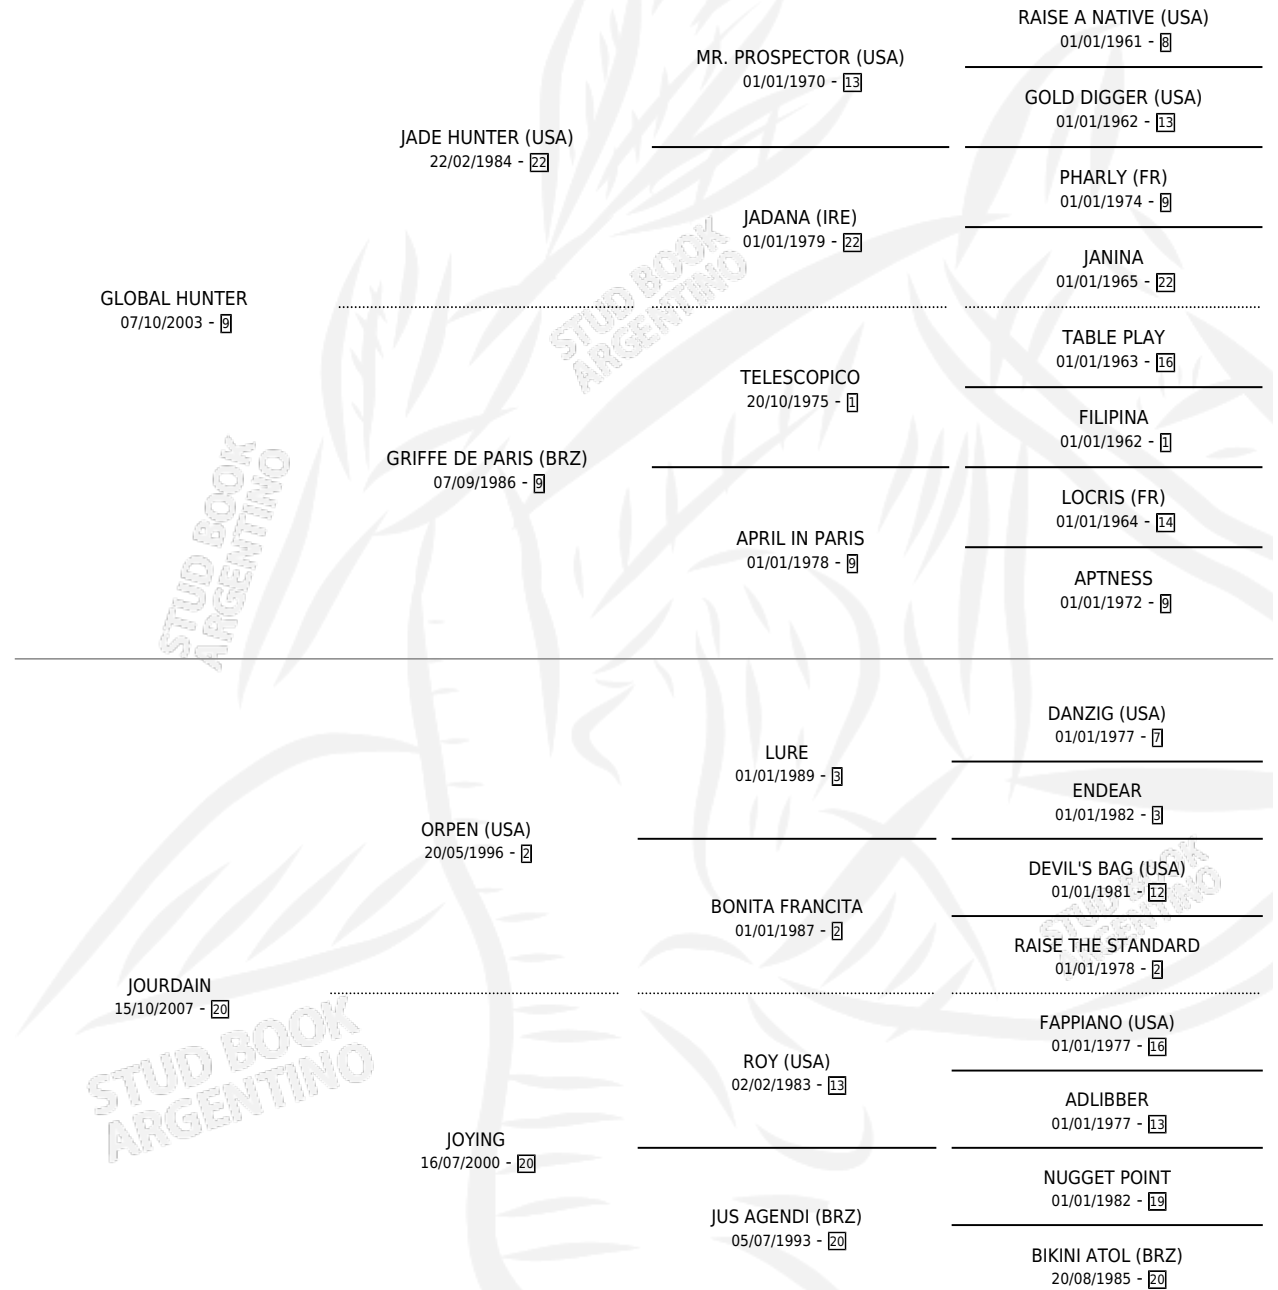 RAISE A NATIVE (USA)
01/01/1961 - 8
MR. PROSPECTOR (USA)
01/01/1970 - 13
GOLD DIGGER (USA)
01/01/1962 - 13
JADE HUNTER (USA)
22/02/1984 - 22
PHARLY (FR)
01/01/1974 - 9
JADANA (IRE)
01/01/1979 - 22
JANINA
01/01/1965 - 22
GLOBAL HUNTER
07/10/2003 - 9
TABLE PLAY
01/01/1963 - 16
TELESCOPICO
20/10/1975 - 1
FILIPINA
01/01/1962 - 1
GRIFFE DE PARIS (BRZ)
07/09/1986 - 9
LOCRIS (FR)
01/01/1964 - 14
APRIL IN PARIS
01/01/1978 - 9
APTNESS
01/01/1972 - 9
STUD BOOK
ARGENTINO
STUD BOOK
ARGENTINO
DANZIG (USA)
01/01/1977 - 7
LURE
01/01/1989 - 3
ENDEAR
01/01/1982 - 3
ORPEN (USA)
20/05/1996 - 2
DEVIL'S BAG (USA)
01/01/1981 - 12
BONITA FRANCITA
01/01/1987 - 2
RAISE THE STANDARD
01/01/1978 - 2
JOURDAIN
15/10/2007 - 20
FAPPIANO (USA)
01/01/1977 - 16
ROY (USA)
02/02/1983 - 13
ADLIBBER
01/01/1977 - 13
JOYING
16/07/2000 - 20
NUGGET POINT
01/01/1982 - 19
JUS AGENDI (BRZ)
05/07/1993 - 20
BIKINI ATOL (BRZ)
20/08/1985 - 20
STUD BOOK
ARGENTINO
STUD BOOK
ARGENTINO